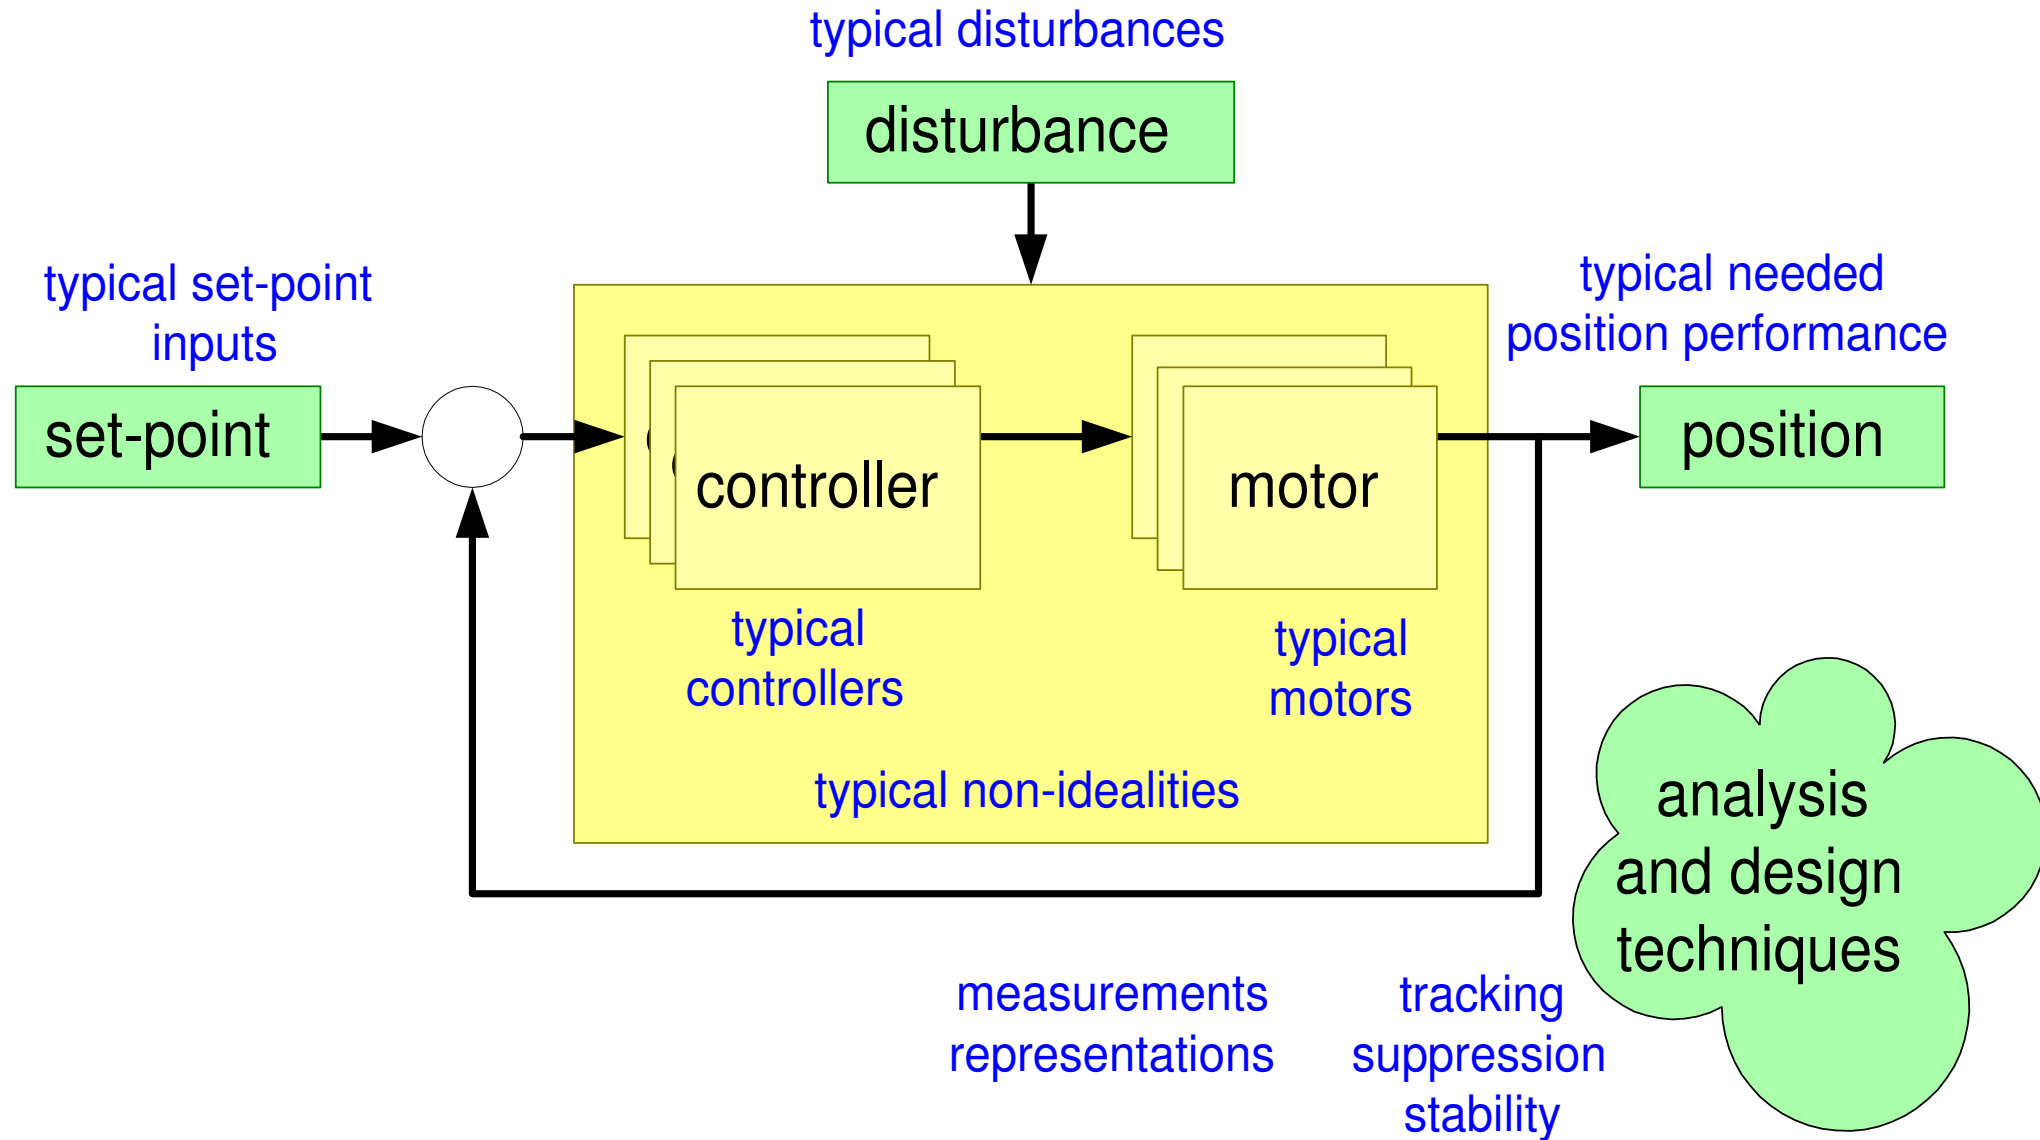 typical disturbances
disturbance
typical set-point
inputs
set-point
typical needed
position performance
position
controller
motor
typical
controllers
typical
motors
typical non-idealities
analysis
and design
techniques
measurements
representations
tracking
suppression
stability